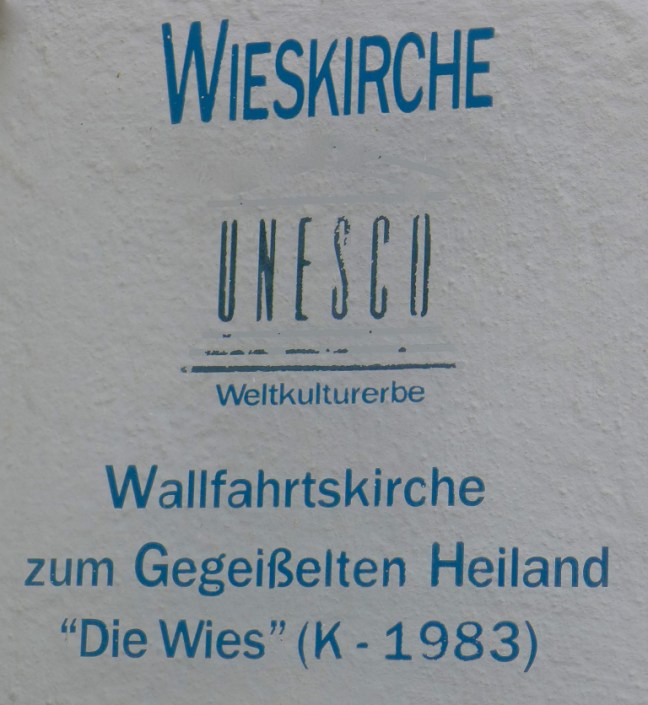 WIESKIRCHE
UNESCO
Weltkulturerbe
Wallfahrtskirche
zum Gegeißelten Heiland
“Die Wies” (K - 1983)